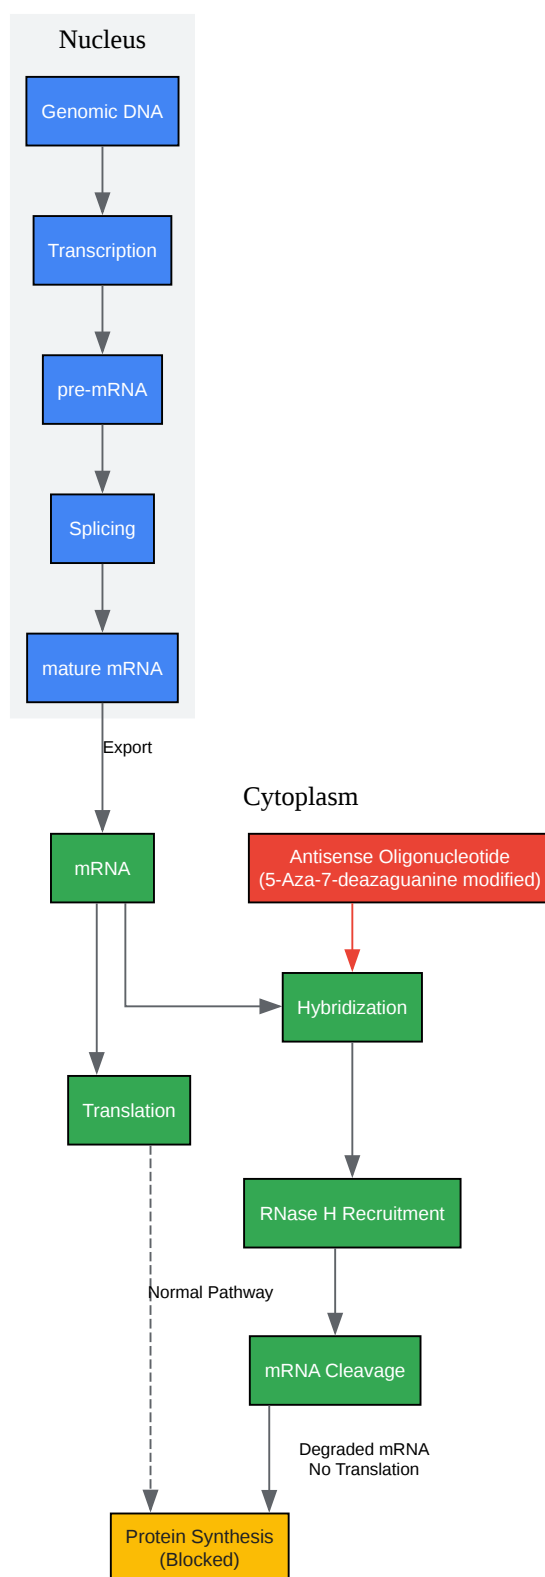 Nucleus
Genomic DNA
Transcription
pre-mRNA
Splicing
mature mRNA
Export
Cytoplasm
mRNA
Antisense Oligonucleotide
(5-Aza-7-deazaguanine modified)
Hybridization
Translation
RNase H Recruitment
Normal Pathway
mRNA Cleavage
Degraded mRNA
No Translation
Protein Synthesis
(Blocked)